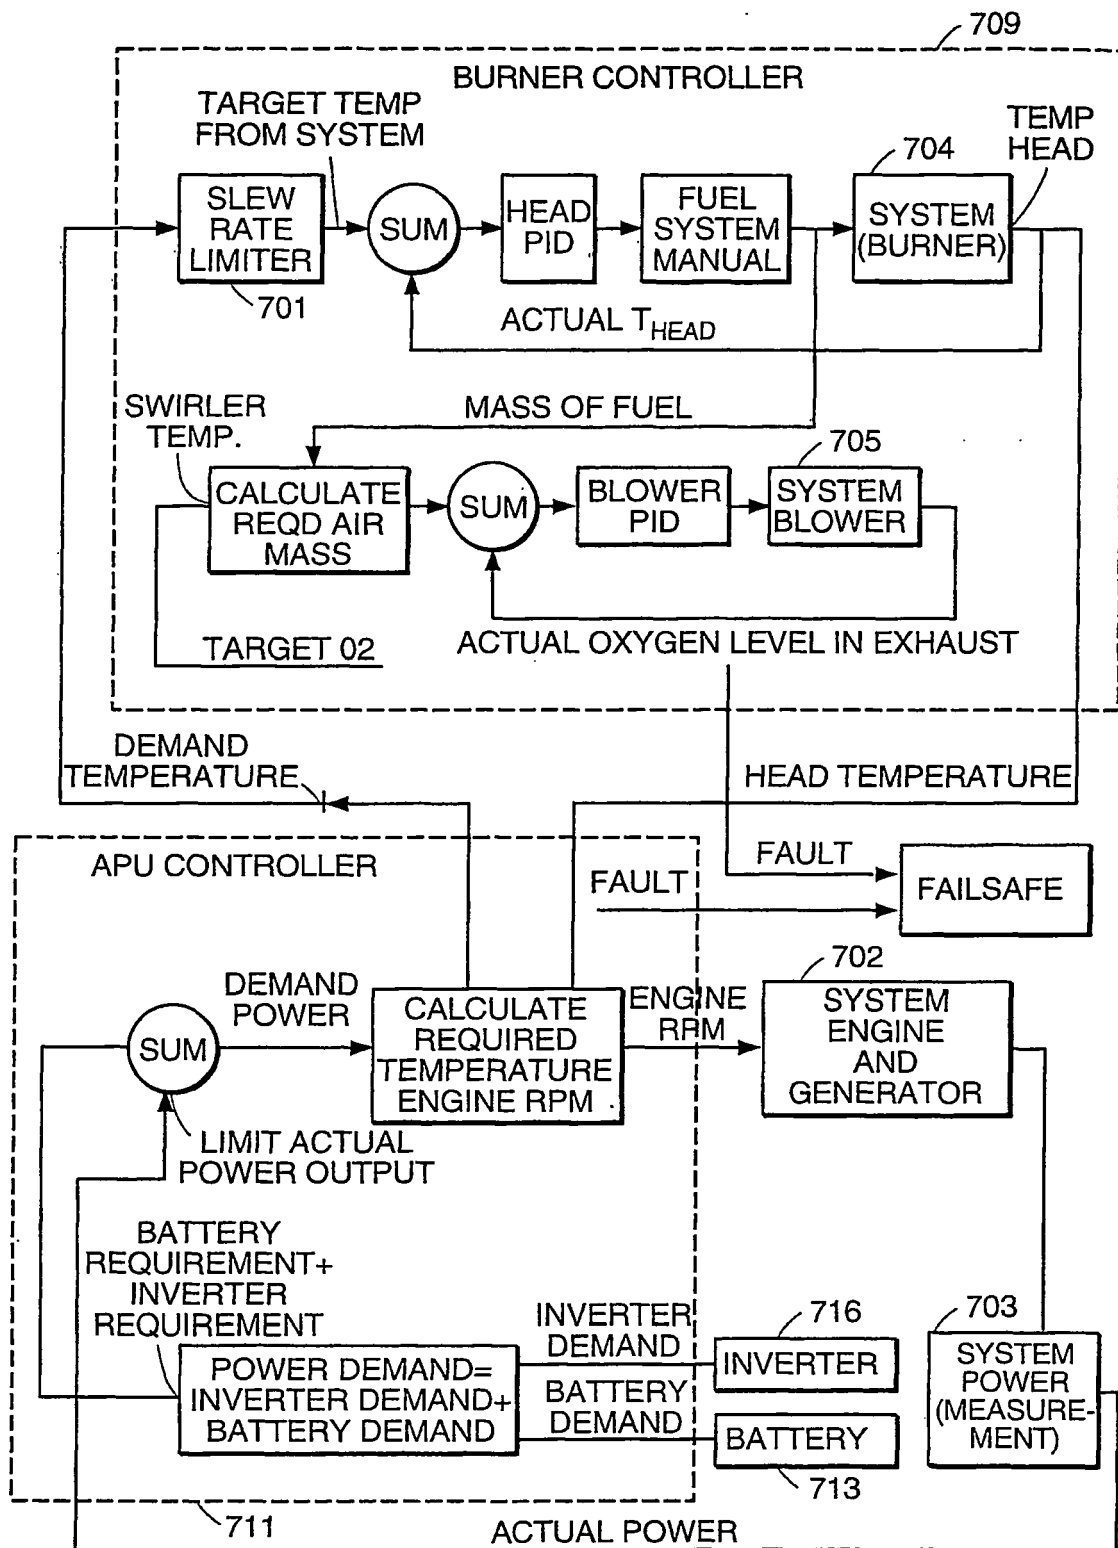 709
BURNER CONTROLLER
TARGET TEMP
FROM SYSTEM
TEMP
HEAD
704
SLEW
RATE
LIMITER
701
SUM
HEAD
PID
FUEL
SYSTEM
MANUAL
SYSTEM
(BURNER)
ACTUAL THEAD
MASS OF FUEL
SWIRLER
TEMP.
705
CALCULATE
REQD AIR
MASS
SUM
BLOWER
PID
SYSTEM
BLOWER
TARGET 02
ACTUAL OXYGEN LEVEL IN EXHAUST
DEMAND
TEMPERATURE
HEAD TEMPERATURE
APU CONTROLLER
FAULT
FAULT
FAILSAFE
702
DEMAND
POWER
SUM
CALCULATE
REQUIRED
TEMPERATURE
ENGINE RPM
ENGINE
RPM
SYSTEM
ENGINE
AND
GENERATOR
LIMIT ACTUAL
POWER OUTPUT
BATTERY
REQUIREMENT+
INVERTER
REQUIREMENT
POWER DEMAND=
INVERTER DEMAND+
BATTERY DEMAND
INVERTER
DEMAND
BATTERY
DEMAND
716
INVERTER
BATTERY
713
703
SYSTEM
POWER
(MEASURE-
MENT)
711
ACTUAL POWER